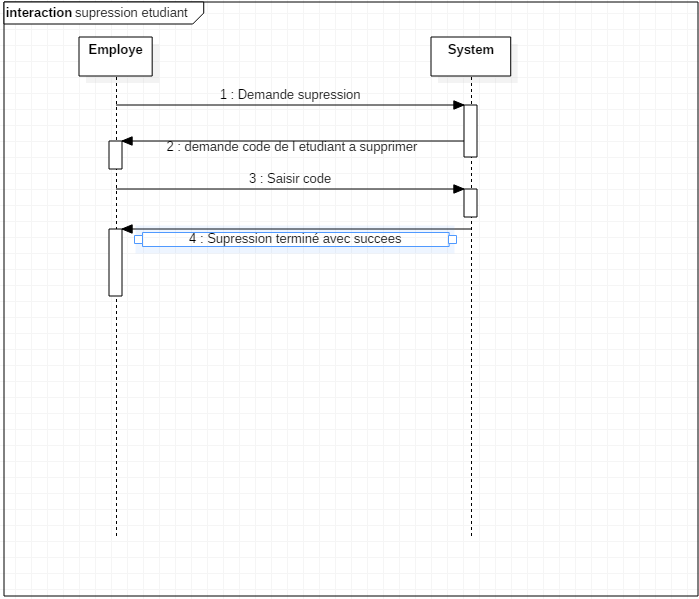 interaction supression etudiant
Employe
System
1 : Demande supression
2 : demande code de l etudiant a supprimer
3 : Saisir code
4 : Supression terminé avec succees